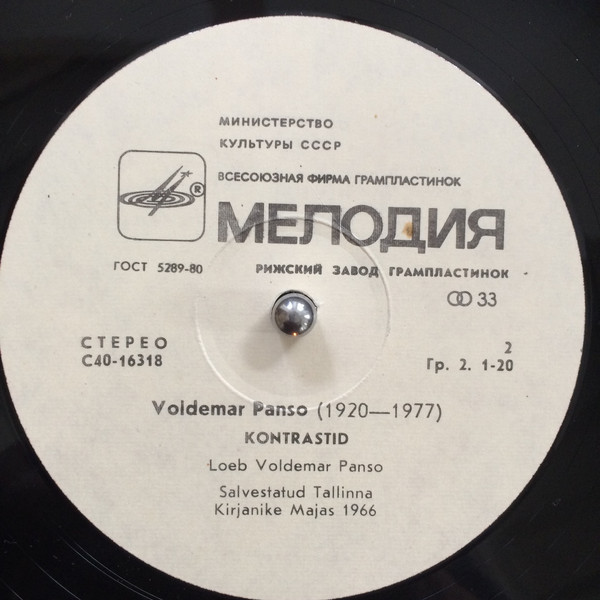 МИНИСТЕРСТВО
КУЛЬТУРЫ СССР
ВСЕСОЮЗНАЯ ФИРМА ГРАМПЛАСТИНОК
®
МЕЛОДИЯ
ГОСТ 5289-80
РИЖСКИЙ ЗАВОД ГРАМПЛАСТИНОК
33
СТЕРЕО
2
С40-16318
Гр. 2. 1-20
Voldemar Panso (1920—1977)
KONTRASTID
Loeb Voldemar Panso
Salvestatud Tallinna
Kirjanike Majas 1966